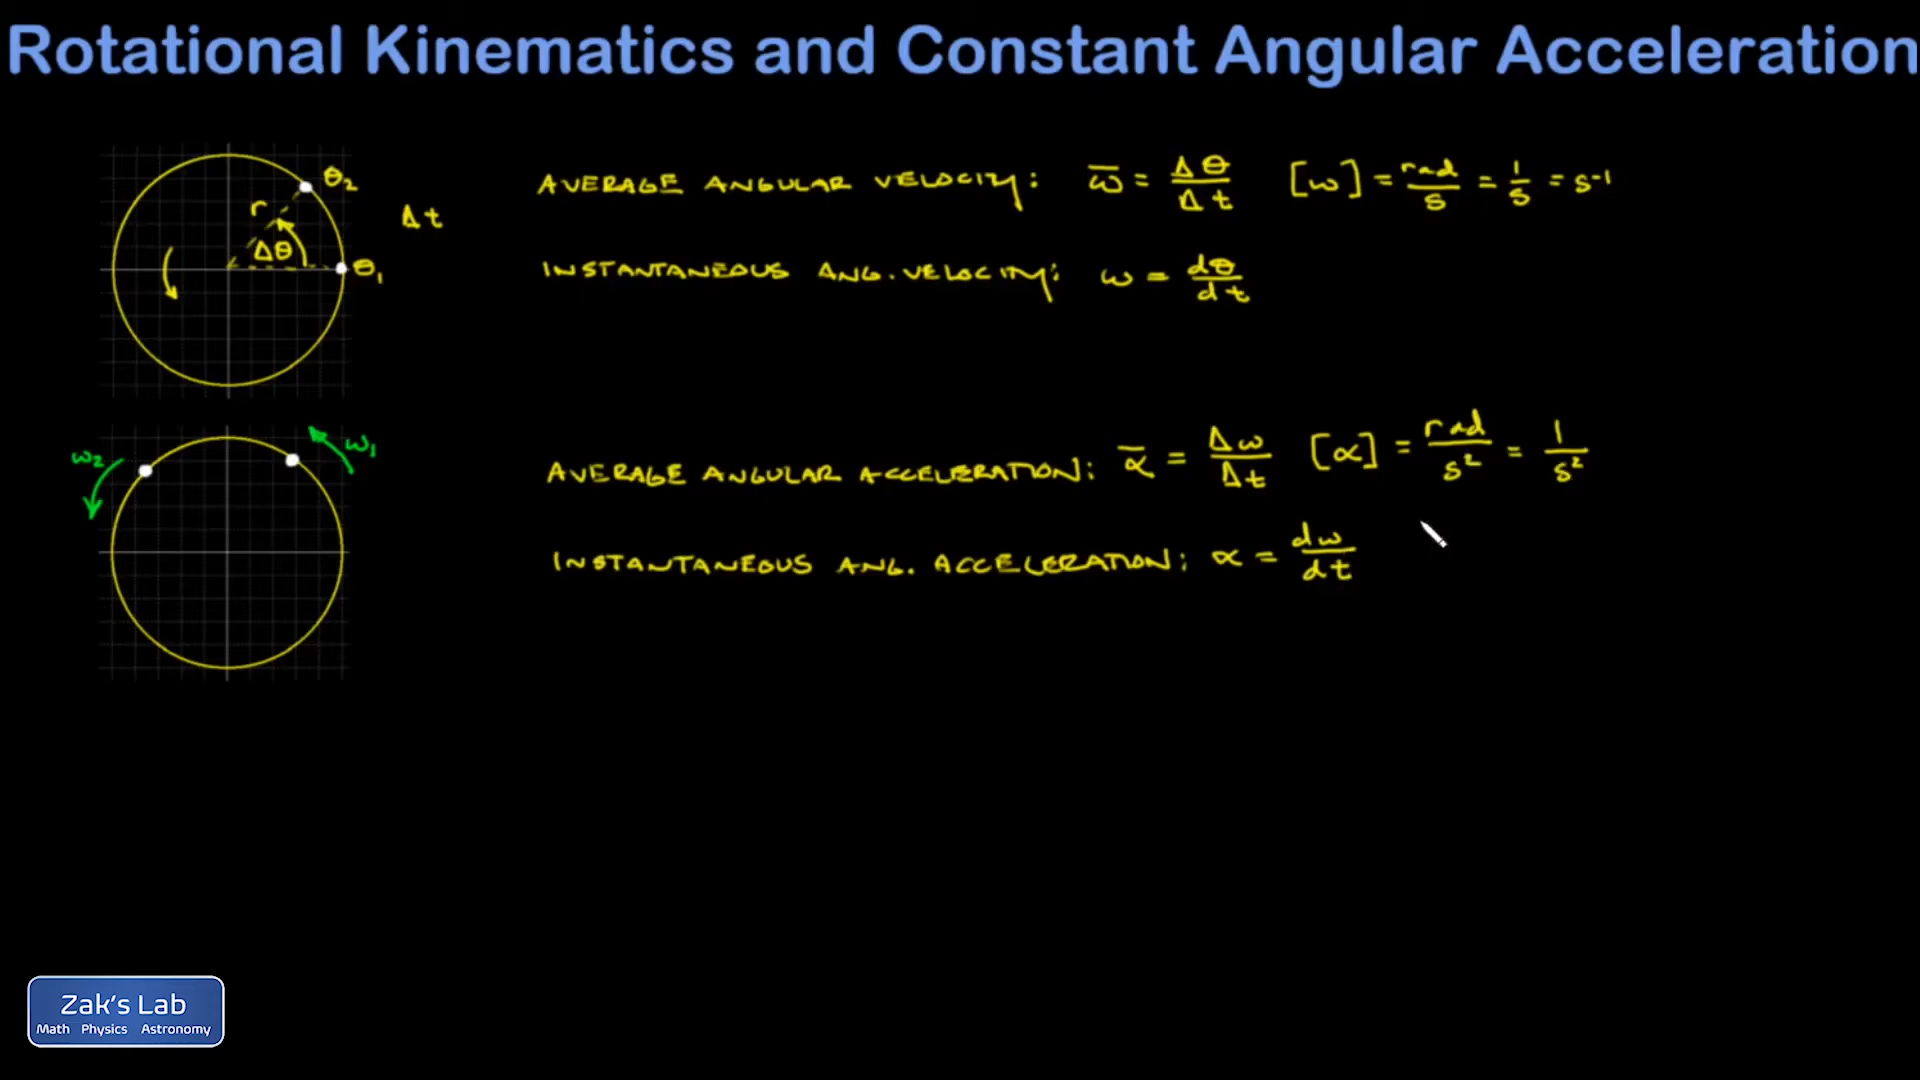 Rotational Kinematics and Constant Angular Acceleration
θ₂
r
Δθ
θ₁
Δt
AVERAGE ANGULAR VELOCITY: ω̅ = Δθ/Δt [ω] = rad/s = 1/s = s⁻¹
INSTANTANEOUS ANG. VELOCITY: ω = dθ/dt
ω₂
ω₁
AVERAGE ANGULAR ACCELERATION: α̅ = Δω/Δt [α] = rad/s² = 1/s²
INSTANTANEOUS ANG. ACCELERATION: α = dω/dt
Zak's Lab
Math Physics Astronomy